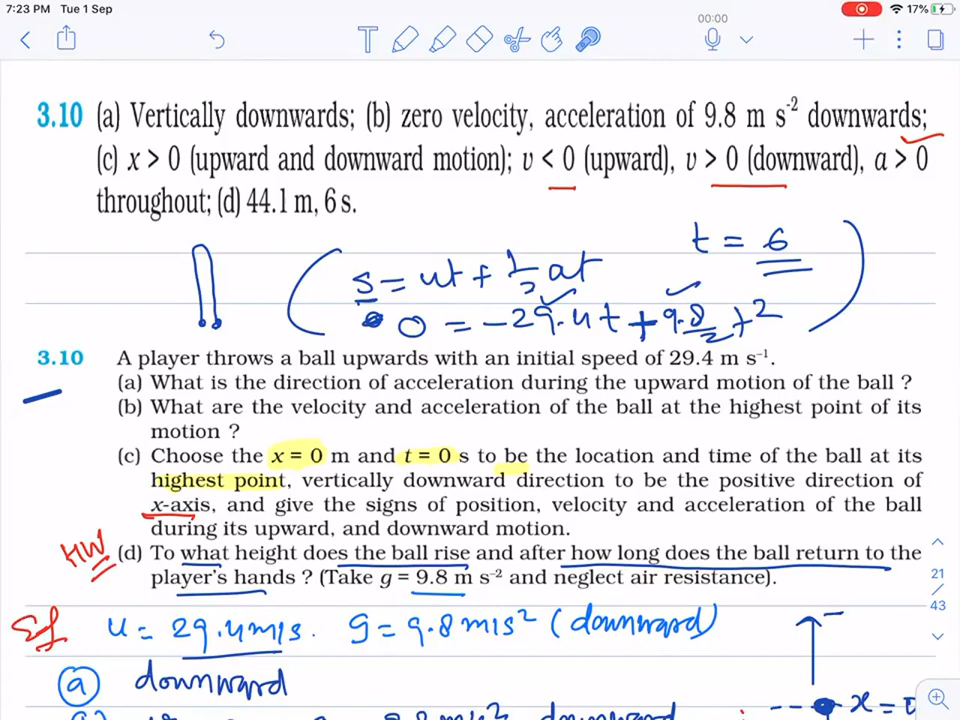 7:23 PM Tue 1 Sep
17%
00:00
3.10 (a) Vertically downwards; (b) zero velocity, acceleration of 9.8 m s⁻² downwards;
(c) x > 0 (upward and downward motion); v < 0 (upward), v > 0 (downward), a > 0
throughout; (d) 44.1 m, 6 s.
t = 6
s = ut + 1/2 at
0 = -29.4t + 9.8/2 t²
3.10 A player throws a ball upwards with an initial speed of 29.4 m s⁻¹.
(a) What is the direction of acceleration during the upward motion of the ball ?
(b) What are the velocity and acceleration of the ball at the highest point of its
motion ?
(c) Choose the x = 0 m and t = 0 s to be the location and time of the ball at its
highest point, vertically downward direction to be the positive direction of
x-axis, and give the signs of position, velocity and acceleration of the ball
during its upward, and downward motion.
HW
(d) To what height does the ball rise and after how long does the ball return to the
player's hands ? (Take g = 9.8 m s⁻² and neglect air resistance).
21
/
43
Sol u = 29.4 m/s. g = 9.8 m/s² (downward)
(a) downward
x = 0